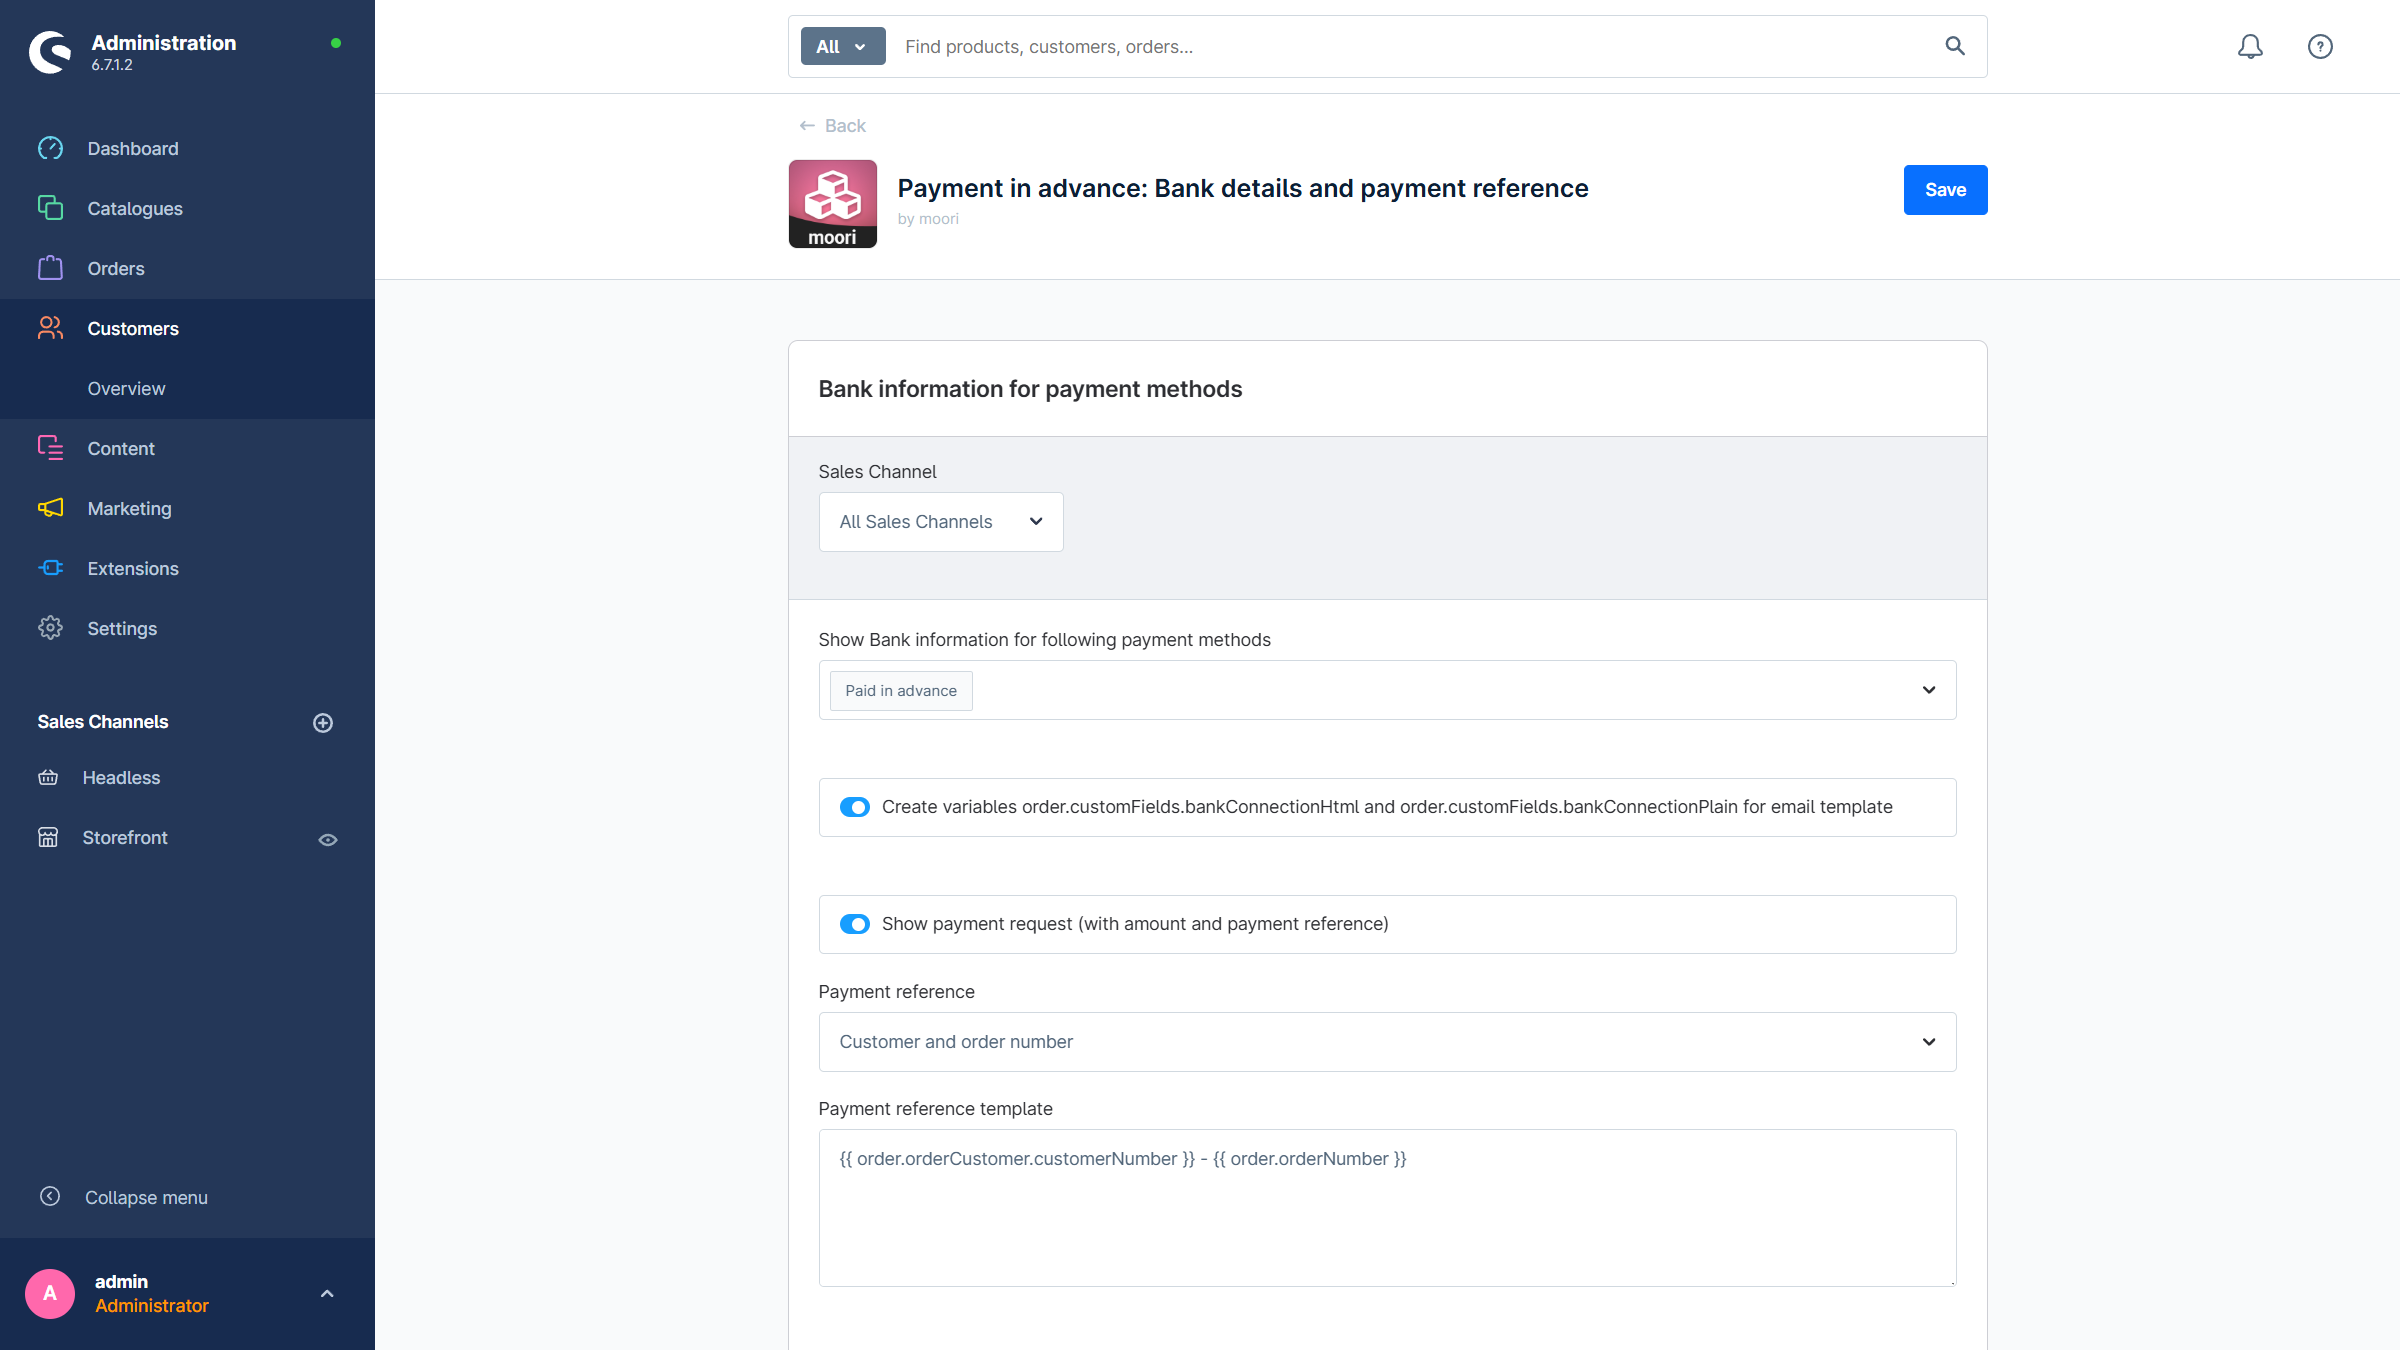 Administration
6.7.1.2
Dashboard
Catalogues
Orders
Customers
Overview
Content
Marketing
Extensions
Settings
Sales Channels
Headless
Storefront
Collapse menu
A
admin
Administrator
All
Find products, customers, orders...
Back
moori
Payment in advance: Bank details and payment reference
by moori
Save
Bank information for payment methods
Sales Channel
All Sales Channels
Show Bank information for following payment methods
Paid in advance
Create variables order.customFields.bankConnectionHtml and order.customFields.bankConnectionPlain for email template
Show payment request (with amount and payment reference)
Payment reference
Customer and order number
Payment reference template
{{ order.orderCustomer.customerNumber }} - {{ order.orderNumber }}